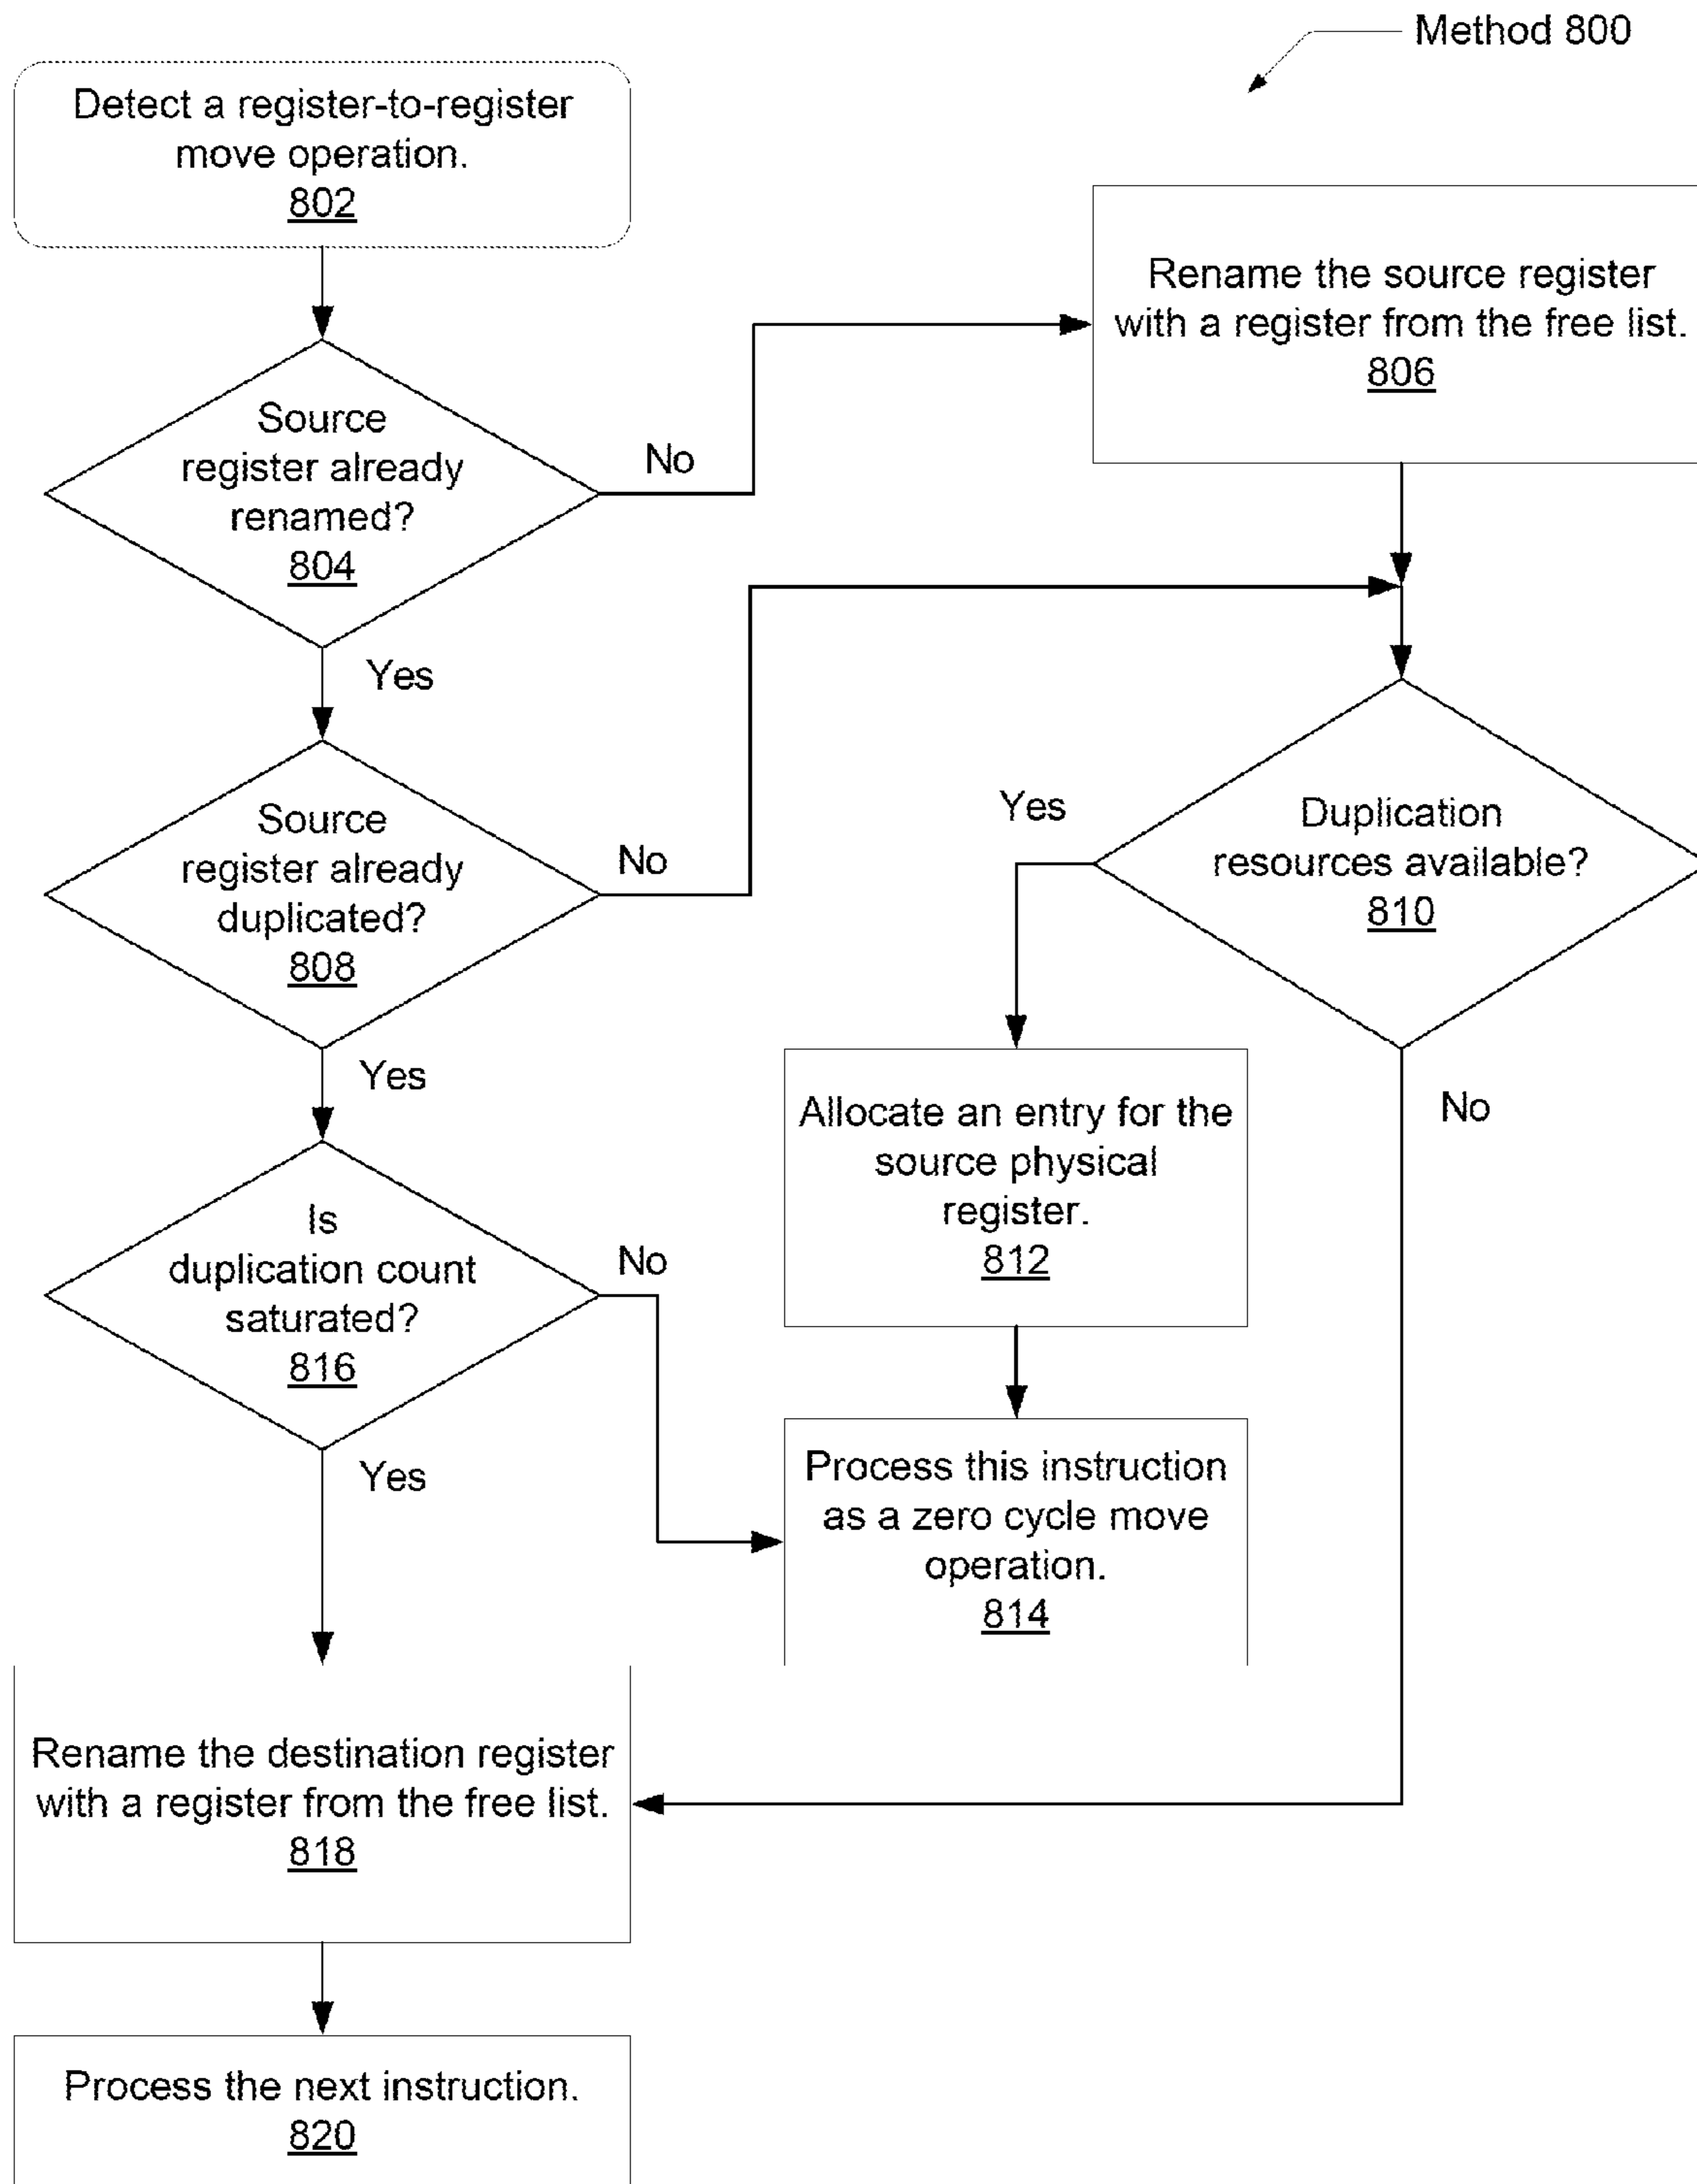 Method 800
Detect a register-to-register
move operation.
802
Rename the source register
with a register from the free list.
806
Source
register already
renamed?
804
No
Yes
Source
register already
duplicated?
808
No
Yes
Duplication
resources available?
810
Yes
No
Allocate an entry for the
source physical
register.
812
Is
duplication count
saturated?
816
No
Yes
Process this instruction
as a zero cycle move
operation.
814
Rename the destination register
with a register from the free list.
818
Process the next instruction.
820